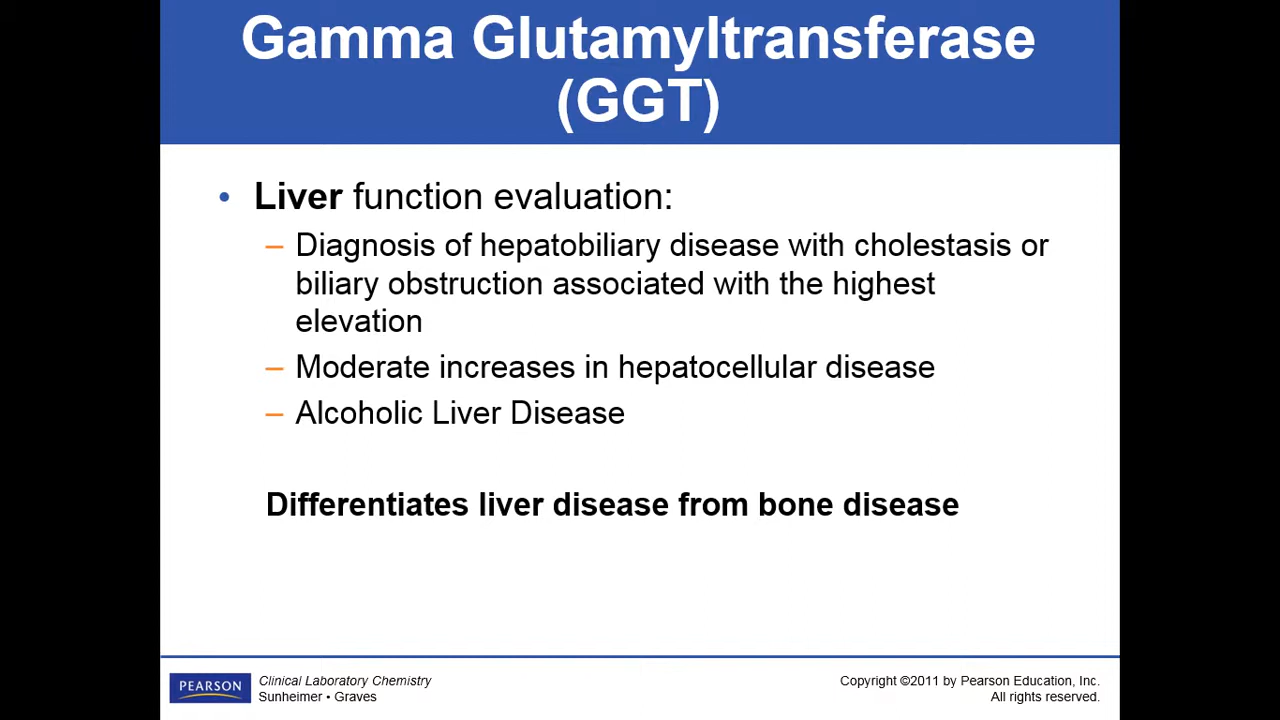 Gamma Glutamyltransferase
(GGT)
• Liver function evaluation:
– Diagnosis of hepatobiliary disease with cholestasis or
biliary obstruction associated with the highest
elevation
– Moderate increases in hepatocellular disease
– Alcoholic Liver Disease
Differentiates liver disease from bone disease
PEARSON
Clinical Laboratory Chemistry
Sunheimer • Graves
Copyright ©2011 by Pearson Education, Inc.
All rights reserved.